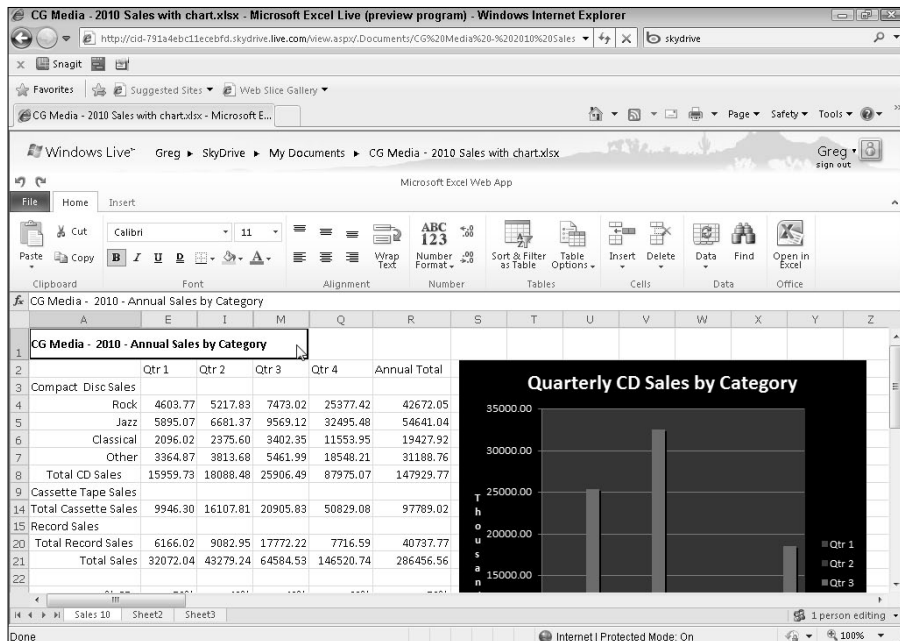 CG Media - 2010 Sales with chart.xlsx - Microsoft Excel Live (preview program) - Windows Internet Explorer
http://cid-791a4ebc11ecebfd.skydrive.live.com/view.aspx/.Documents/CG%20Media%20-%202010%20Sales
skydrive
Snagit
Favorites Suggested Sites Web Slice Gallery
CG Media - 2010 Sales with chart.xlsx - Microsoft E... Page Safety Tools
Windows Live Greg SkyDrive My Documents CG Media - 2010 Sales with chart.xlsx Greg
sign out
Microsoft Excel Web App
File Home Insert
Paste Cut Copy Calibri 11 B I U D A Wrap Text ABC 123 Number Format .00 .00 Sort & Filter as Table Table Options Insert Delete Data Find Open in Excel
Clipboard Font Alignment Number Tables Cells Data Office
fx CG Media - 2010 - Annual Sales by Category
A E I M Q R S T U V W X Y Z
1 CG Media - 2010 - Annual Sales by Category
2 Qtr 1 Qtr 2 Qtr 3 Qtr 4 Annual Total
3 Compact Disc Sales
4 Rock 4603.77 5217.83 7473.02 25377.42 42672.05
5 Jazz 5895.07 6681.37 9569.12 32495.48 54641.04
6 Classical 2096.02 2375.60 3402.35 11553.95 19427.92
7 Other 3364.87 3813.68 5461.99 18548.21 31188.76
8 Total CD Sales 15959.73 18088.48 25906.49 87975.07 147929.77
9 Cassette Tape Sales
14 Total Cassette Sales 9946.30 16107.81 20905.83 50829.08 97789.02
15 Record Sales
20 Total Record Sales 6166.02 9082.95 17772.22 7716.59 40737.77
21 Total Sales 32072.04 43279.24 64584.53 146520.74 286456.56
22
Quarterly CD Sales by Category
35000.00
30000.00
25000.00
20000.00
15000.00
Thousan
Qtr 1
Qtr 2
Qtr 3
Sales 10 Sheet2 Sheet3 1 person editing
Done Internet | Protected Mode: On 100%